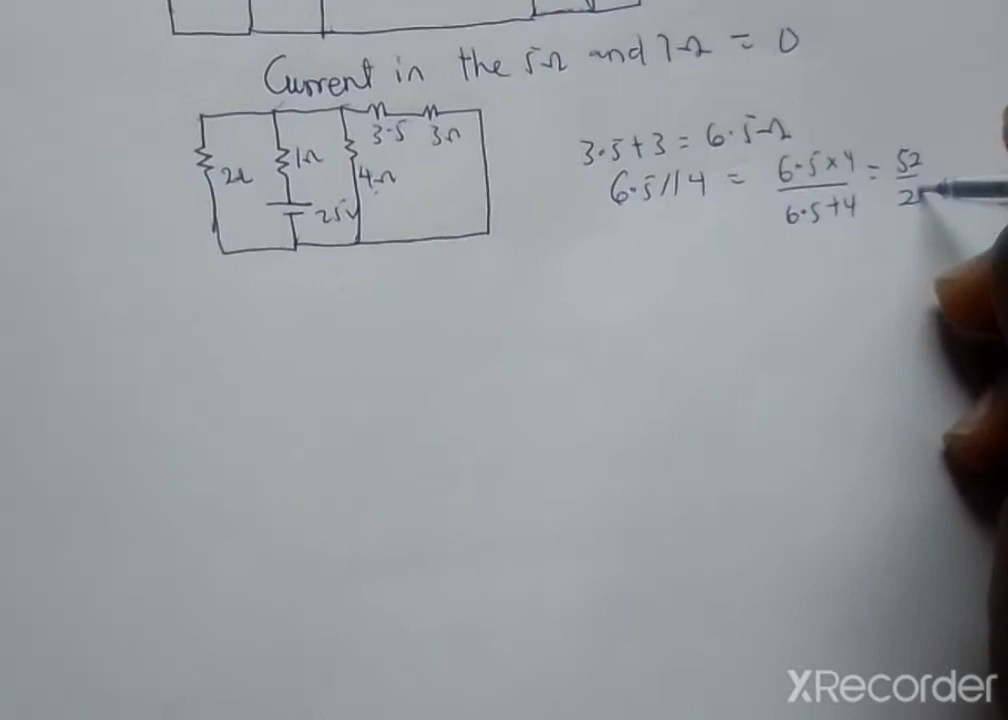 Current in the 5Ω and 7Ω = 0
3.5
3Ω
2Ω
1Ω
4Ω
25V
3.5+3 = 6.5Ω
6.5//4 = 6.5×4 / 6.5+4 = 52 / 2
XRecorder